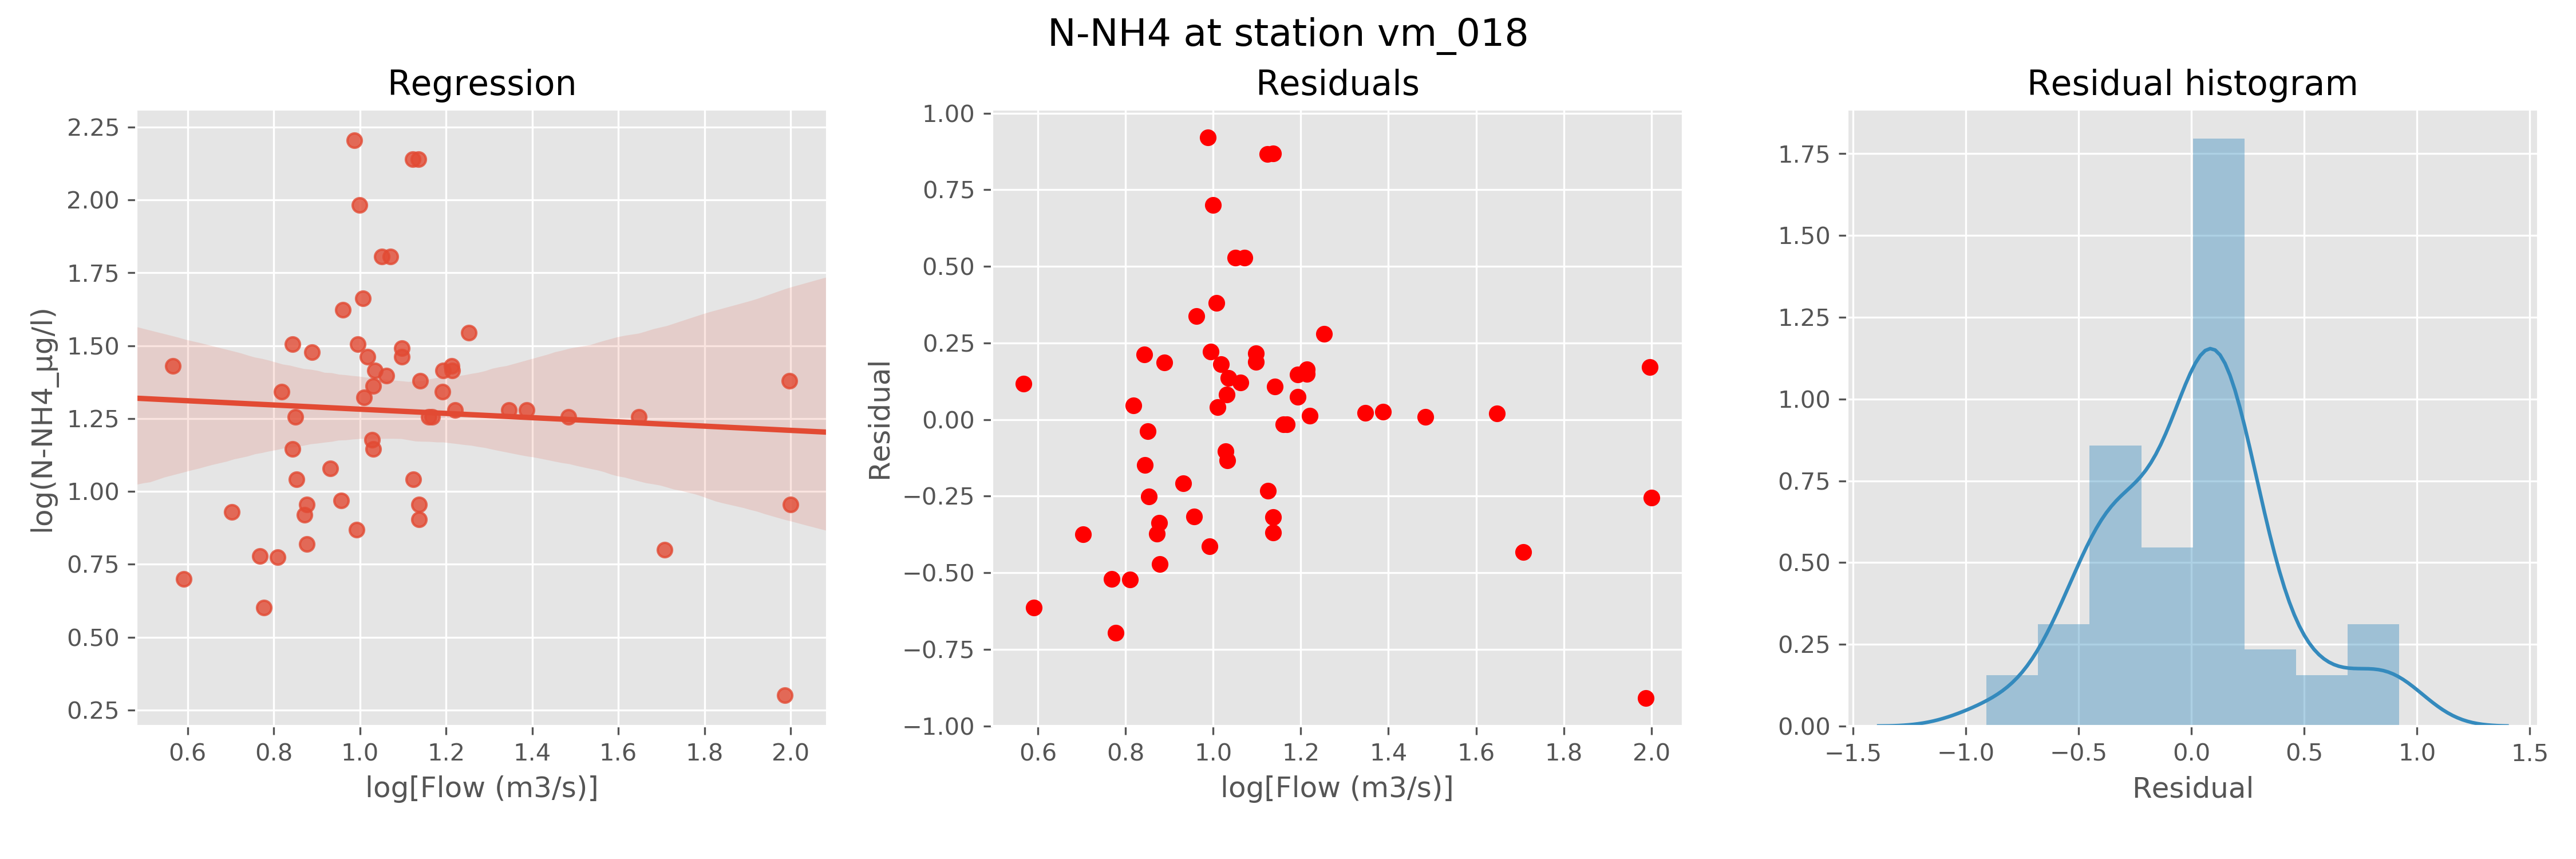 N-NH4 at station vm_018
Regression
2.25
2.00
1.75
1.50
1.25
1.00
0.75
0.50
0.25
log(N-NH4_µg/l)
0.6 0.8 1.0 1.2 1.4 1.6 1.8 2.0
log[Flow (m3/s)]
Residuals
1.00
0.75
0.50
0.25
0.00
−0.25
−0.50
−0.75
−1.00
Residual
0.6 0.8 1.0 1.2 1.4 1.6 1.8 2.0
log[Flow (m3/s)]
Residual histogram
1.75
1.50
1.25
1.00
0.75
0.50
0.25
0.00
−1.5 −1.0 −0.5 0.0 0.5 1.0 1.5
Residual